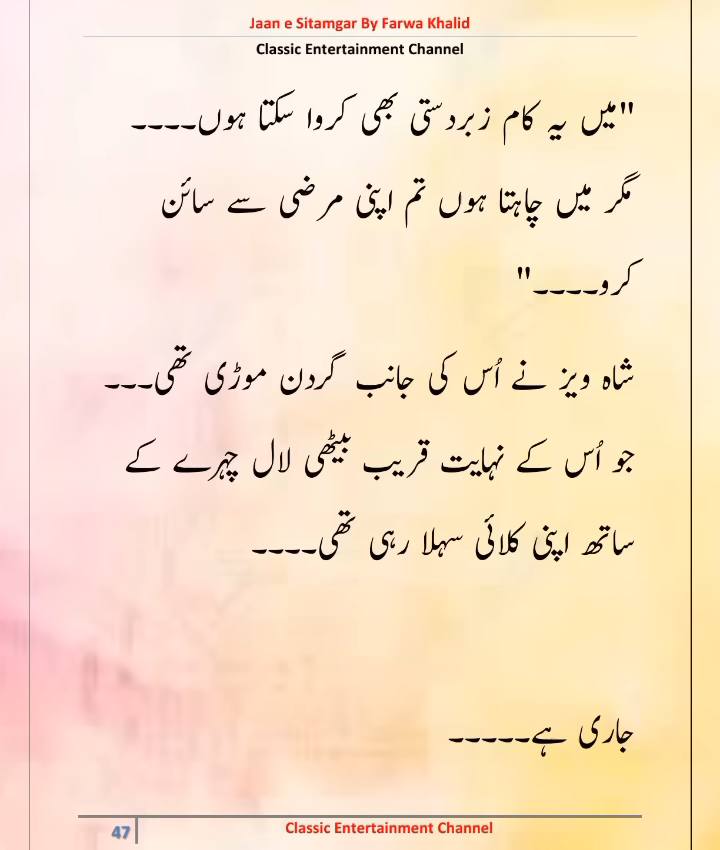 Jaan e Sitamgar By Farwa Khalid
Classic Entertainment Channel
"میں یہ کام زبردستی بھی کروا سکتا ہوں۔۔۔۔
مگر میں چاہتا ہوں تم اپنی مرضی سے سائن
کرو۔۔۔۔"
شاہ ویز نے اُس کی جانب گردن موڑی تھی۔۔۔
جو اُس کے نہایت قریب بیٹھی لال چہرے کے
ساتھ اپنی کلائی سہلا رہی تھی۔۔۔۔
جاری ہے۔۔۔۔۔
47
Classic Entertainment Channel